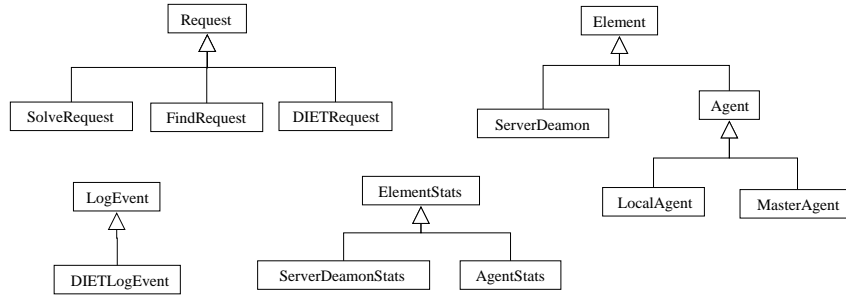 Request
Element
SolveRequest
FindRequest
DIETRequest
ServerDeamon
Agent
LogEvent
ElementStats
LocalAgent
MasterAgent
DIETLogEvent
ServerDeamonStats
AgentStats